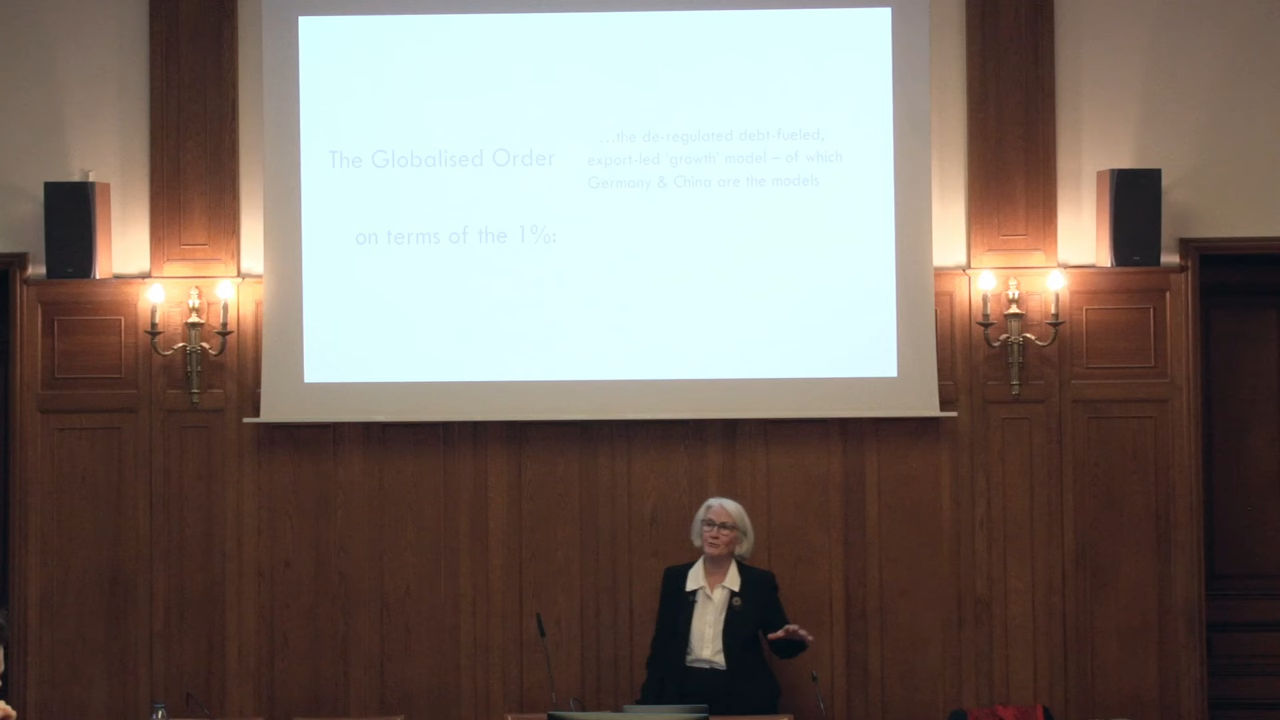 The Globalised Order
on terms of the 1%:
…the de-regulated debt-fueled,
export-led 'growth' model – of which
Germany & China are the models